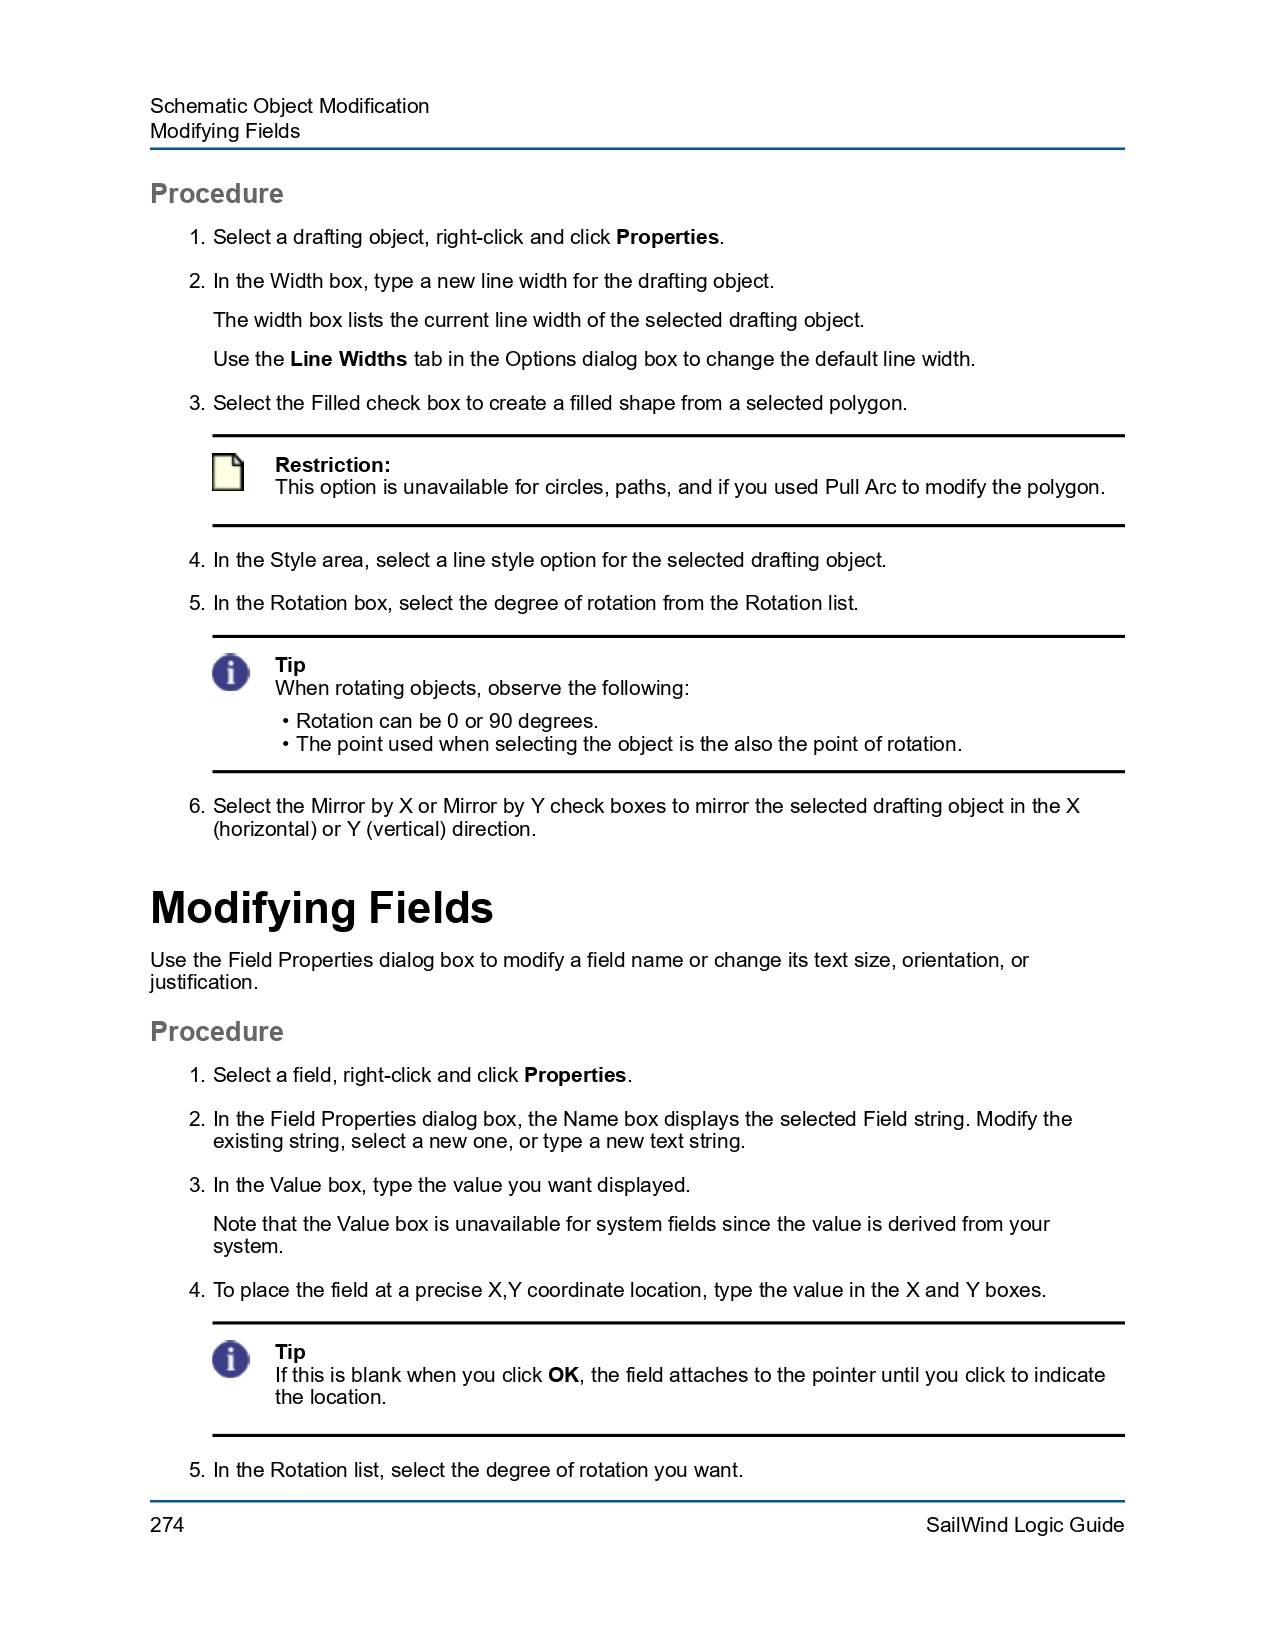 Schematic Object Modification
Modifying Fields
Procedure
1. Select a drafting object, right-click and click Properties.
2. In the Width box, type a new line width for the drafting object.
The width box lists the current line width of the selected drafting object.
Use the Line Widths tab in the Options dialog box to change the default line width.
3. Select the Filled check box to create a filled shape from a selected polygon.
Restriction:
This option is unavailable for circles, paths, and if you used Pull Arc to modify the polygon.
4. In the Style area, select a line style option for the selected drafting object.
5. In the Rotation box, select the degree of rotation from the Rotation list.
Tip
When rotating objects, observe the following:
• Rotation can be 0 or 90 degrees.
• The point used when selecting the object is the also the point of rotation.
6. Select the Mirror by X or Mirror by Y check boxes to mirror the selected drafting object in the X
(horizontal) or Y (vertical) direction.
Modifying Fields
Use the Field Properties dialog box to modify a field name or change its text size, orientation, or
justification.
Procedure
1. Select a field, right-click and click Properties.
2. In the Field Properties dialog box, the Name box displays the selected Field string. Modify the
existing string, select a new one, or type a new text string.
3. In the Value box, type the value you want displayed.
Note that the Value box is unavailable for system fields since the value is derived from your
system.
4. To place the field at a precise X,Y coordinate location, type the value in the X and Y boxes.
Tip
If this is blank when you click OK, the field attaches to the pointer until you click to indicate
the location.
5. In the Rotation list, select the degree of rotation you want.
274
SailWind Logic Guide